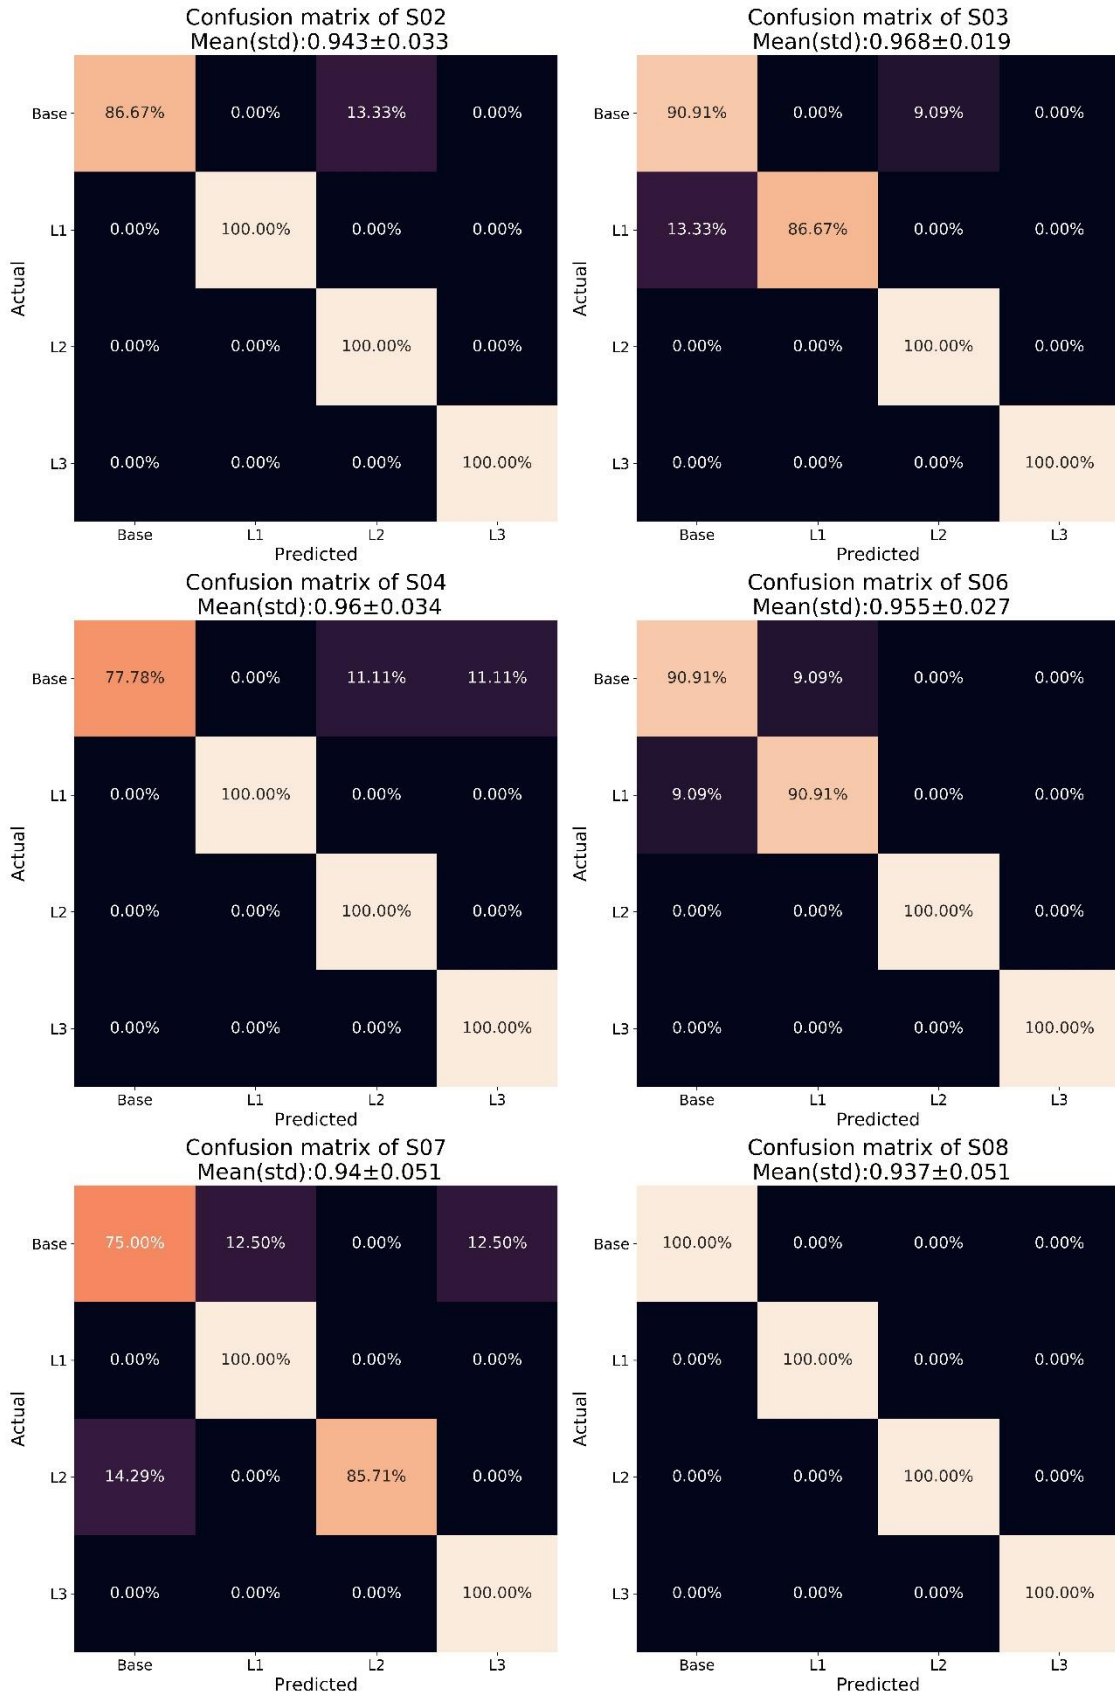 Confusion matrix of S02
Mean(std):0.943±0.033
Base 86.67% 0.00% 13.33% 0.00%
L1 0.00% 100.00% 0.00% 0.00%
L2 0.00% 0.00% 100.00% 0.00%
L3 0.00% 0.00% 0.00% 100.00%
Actual
Base L1 L2 L3
Predicted
Confusion matrix of S03
Mean(std):0.968±0.019
Base 90.91% 0.00% 9.09% 0.00%
L1 13.33% 86.67% 0.00% 0.00%
L2 0.00% 0.00% 100.00% 0.00%
L3 0.00% 0.00% 0.00% 100.00%
Actual
Base L1 L2 L3
Predicted
Confusion matrix of S04
Mean(std):0.96±0.034
Base 77.78% 0.00% 11.11% 11.11%
L1 0.00% 100.00% 0.00% 0.00%
L2 0.00% 0.00% 100.00% 0.00%
L3 0.00% 0.00% 0.00% 100.00%
Actual
Base L1 L2 L3
Predicted
Confusion matrix of S06
Mean(std):0.955±0.027
Base 90.91% 9.09% 0.00% 0.00%
L1 9.09% 90.91% 0.00% 0.00%
L2 0.00% 0.00% 100.00% 0.00%
L3 0.00% 0.00% 0.00% 100.00%
Actual
Base L1 L2 L3
Predicted
Confusion matrix of S07
Mean(std):0.94±0.051
Base 75.00% 12.50% 0.00% 12.50%
L1 0.00% 100.00% 0.00% 0.00%
L2 14.29% 0.00% 85.71% 0.00%
L3 0.00% 0.00% 0.00% 100.00%
Actual
Base L1 L2 L3
Predicted
Confusion matrix of S08
Mean(std):0.937±0.051
Base 100.00% 0.00% 0.00% 0.00%
L1 0.00% 100.00% 0.00% 0.00%
L2 0.00% 0.00% 100.00% 0.00%
L3 0.00% 0.00% 0.00% 100.00%
Actual
Base L1 L2 L3
Predicted